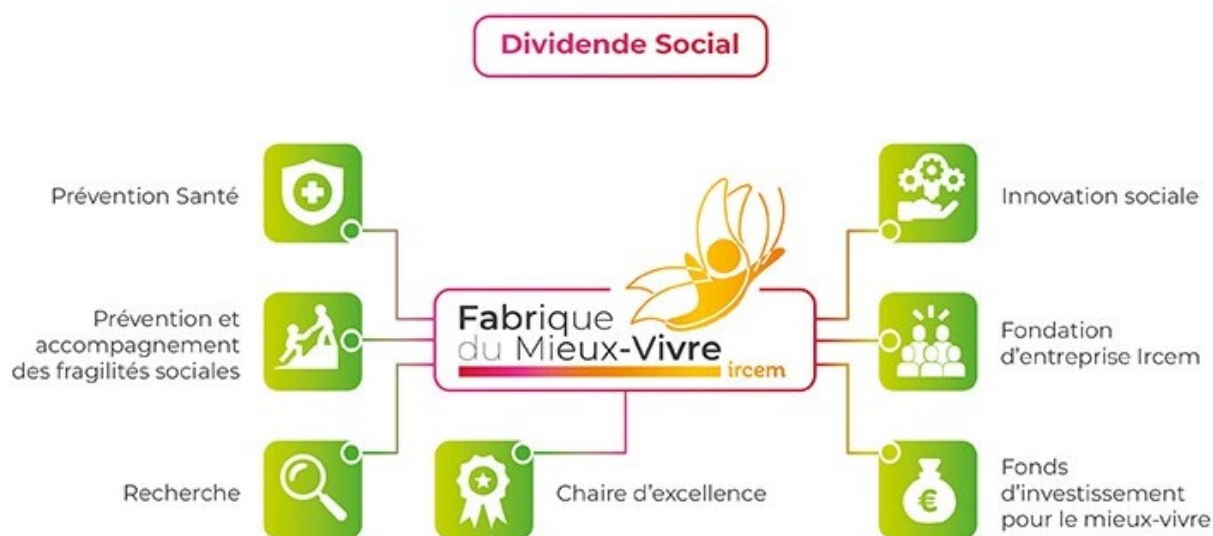 Dividende Social
Prévention Santé
Prévention et
accompagnement
des fragilités sociales
Recherche
Fabrique
du Mieux-Vivre
ircem
Chaire d'excellence
Innovation sociale
Fondation
d'entreprise Ircem
Fonds
d'investissement
pour le mieux-vivre
€